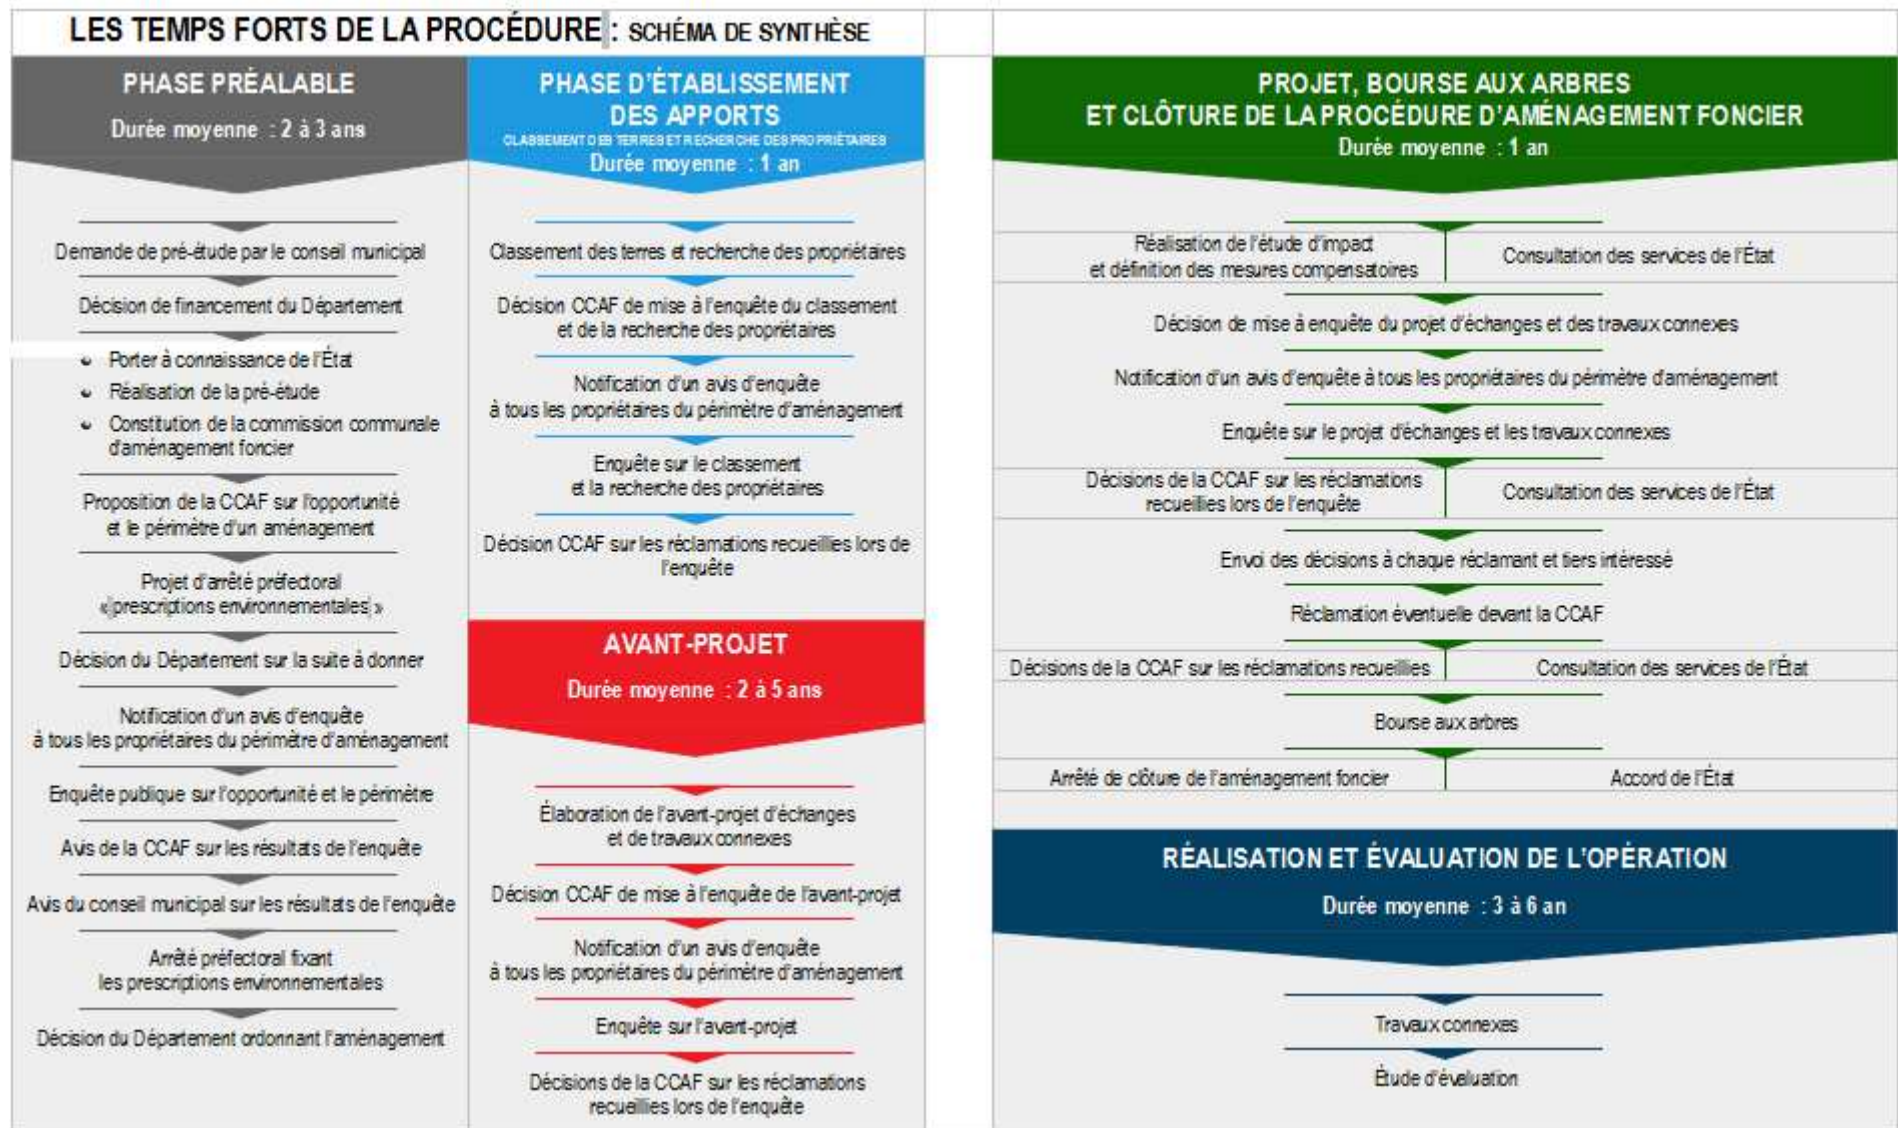 LES TEMPS FORTS DE LA PROCÉDURE : SCHÉMA DE SYNTHÈSE
PHASE PRÉALABLE
Durée moyenne : 2 à 3 ans
Demande de pré-étude par le conseil municipal
Décision de financement du Département
Porter à connaissance de l'État
Réalisation de la pré-étude
Constitution de la commission communale
d'aménagement foncier
Proposition de la CCAF sur l'opportunité
et le périmètre d'un aménagement
Projet d'arrêté préfectoral
« prescriptions environnementales »
Décision du Département sur la suite à donner
Notification d'un avis d'enquête
à tous les propriétaires du périmètre d'aménagement
Enquête publique sur l'opportunité et le périmètre
Avis de la CCAF sur les résultats de l'enquête
Avis du conseil municipal sur les résultats de l'enquête
Arrêté préfectoral fixant
les prescriptions environnementales
Décision du Département ordonnant l'aménagement
PHASE D'ÉTABLISSEMENT
DES APPORTS
CLASSEMENT DES TERRES ET RECHERCHE DES PROPRIÉTAIRES
Durée moyenne : 1 an
Classement des terres et recherche des propriétaires
Décision CCAF de mise à l'enquête du classement
et de la recherche des propriétaires
Notification d'un avis d'enquête
à tous les propriétaires du périmètre d'aménagement
Enquête sur le classement
et la recherche des propriétaires
Décision CCAF sur les réclamations recueillies lors de
l'enquête
AVANT-PROJET
Durée moyenne : 2 à 5 ans
Élaboration de l'avant-projet d'échanges
et de travaux connexes
Décision CCAF de mise à l'enquête de l'avant-projet
Notification d'un avis d'enquête
à tous les propriétaires du périmètre d'aménagement
Enquête sur l'avant-projet
Décisions de la CCAF sur les réclamations
recueillies lors de l'enquête
PROJET, BOURSE AUX ARBRES
ET CLÔTURE DE LA PROCÉDURE D'AMÉNAGEMENT FONCIER
Durée moyenne : 1 an
Réalisation de l'étude d'impact
et définition des mesures compensatoires
Consultation des services de l'État
Décision de mise à enquête du projet d'échanges et des travaux connexes
Notification d'un avis d'enquête à tous les propriétaires du périmètre d'aménagement
Enquête sur le projet d'échanges et les travaux connexes
Décisions de la CCAF sur les réclamations
recueillies lors de l'enquête
Consultation des services de l'État
Envoi des décisions à chaque réclamant et tiers intéressé
Réclamation éventuelle devant la CCAF
Décisions de la CCAF sur les réclamations recueillies
Consultation des services de l'État
Bourse aux arbres
Arrêté de clôture de l'aménagement foncier
Accord de l'État
RÉALISATION ET ÉVALUATION DE L'OPÉRATION
Durée moyenne : 3 à 6 an
Travaux connexes
Étude d'évaluation